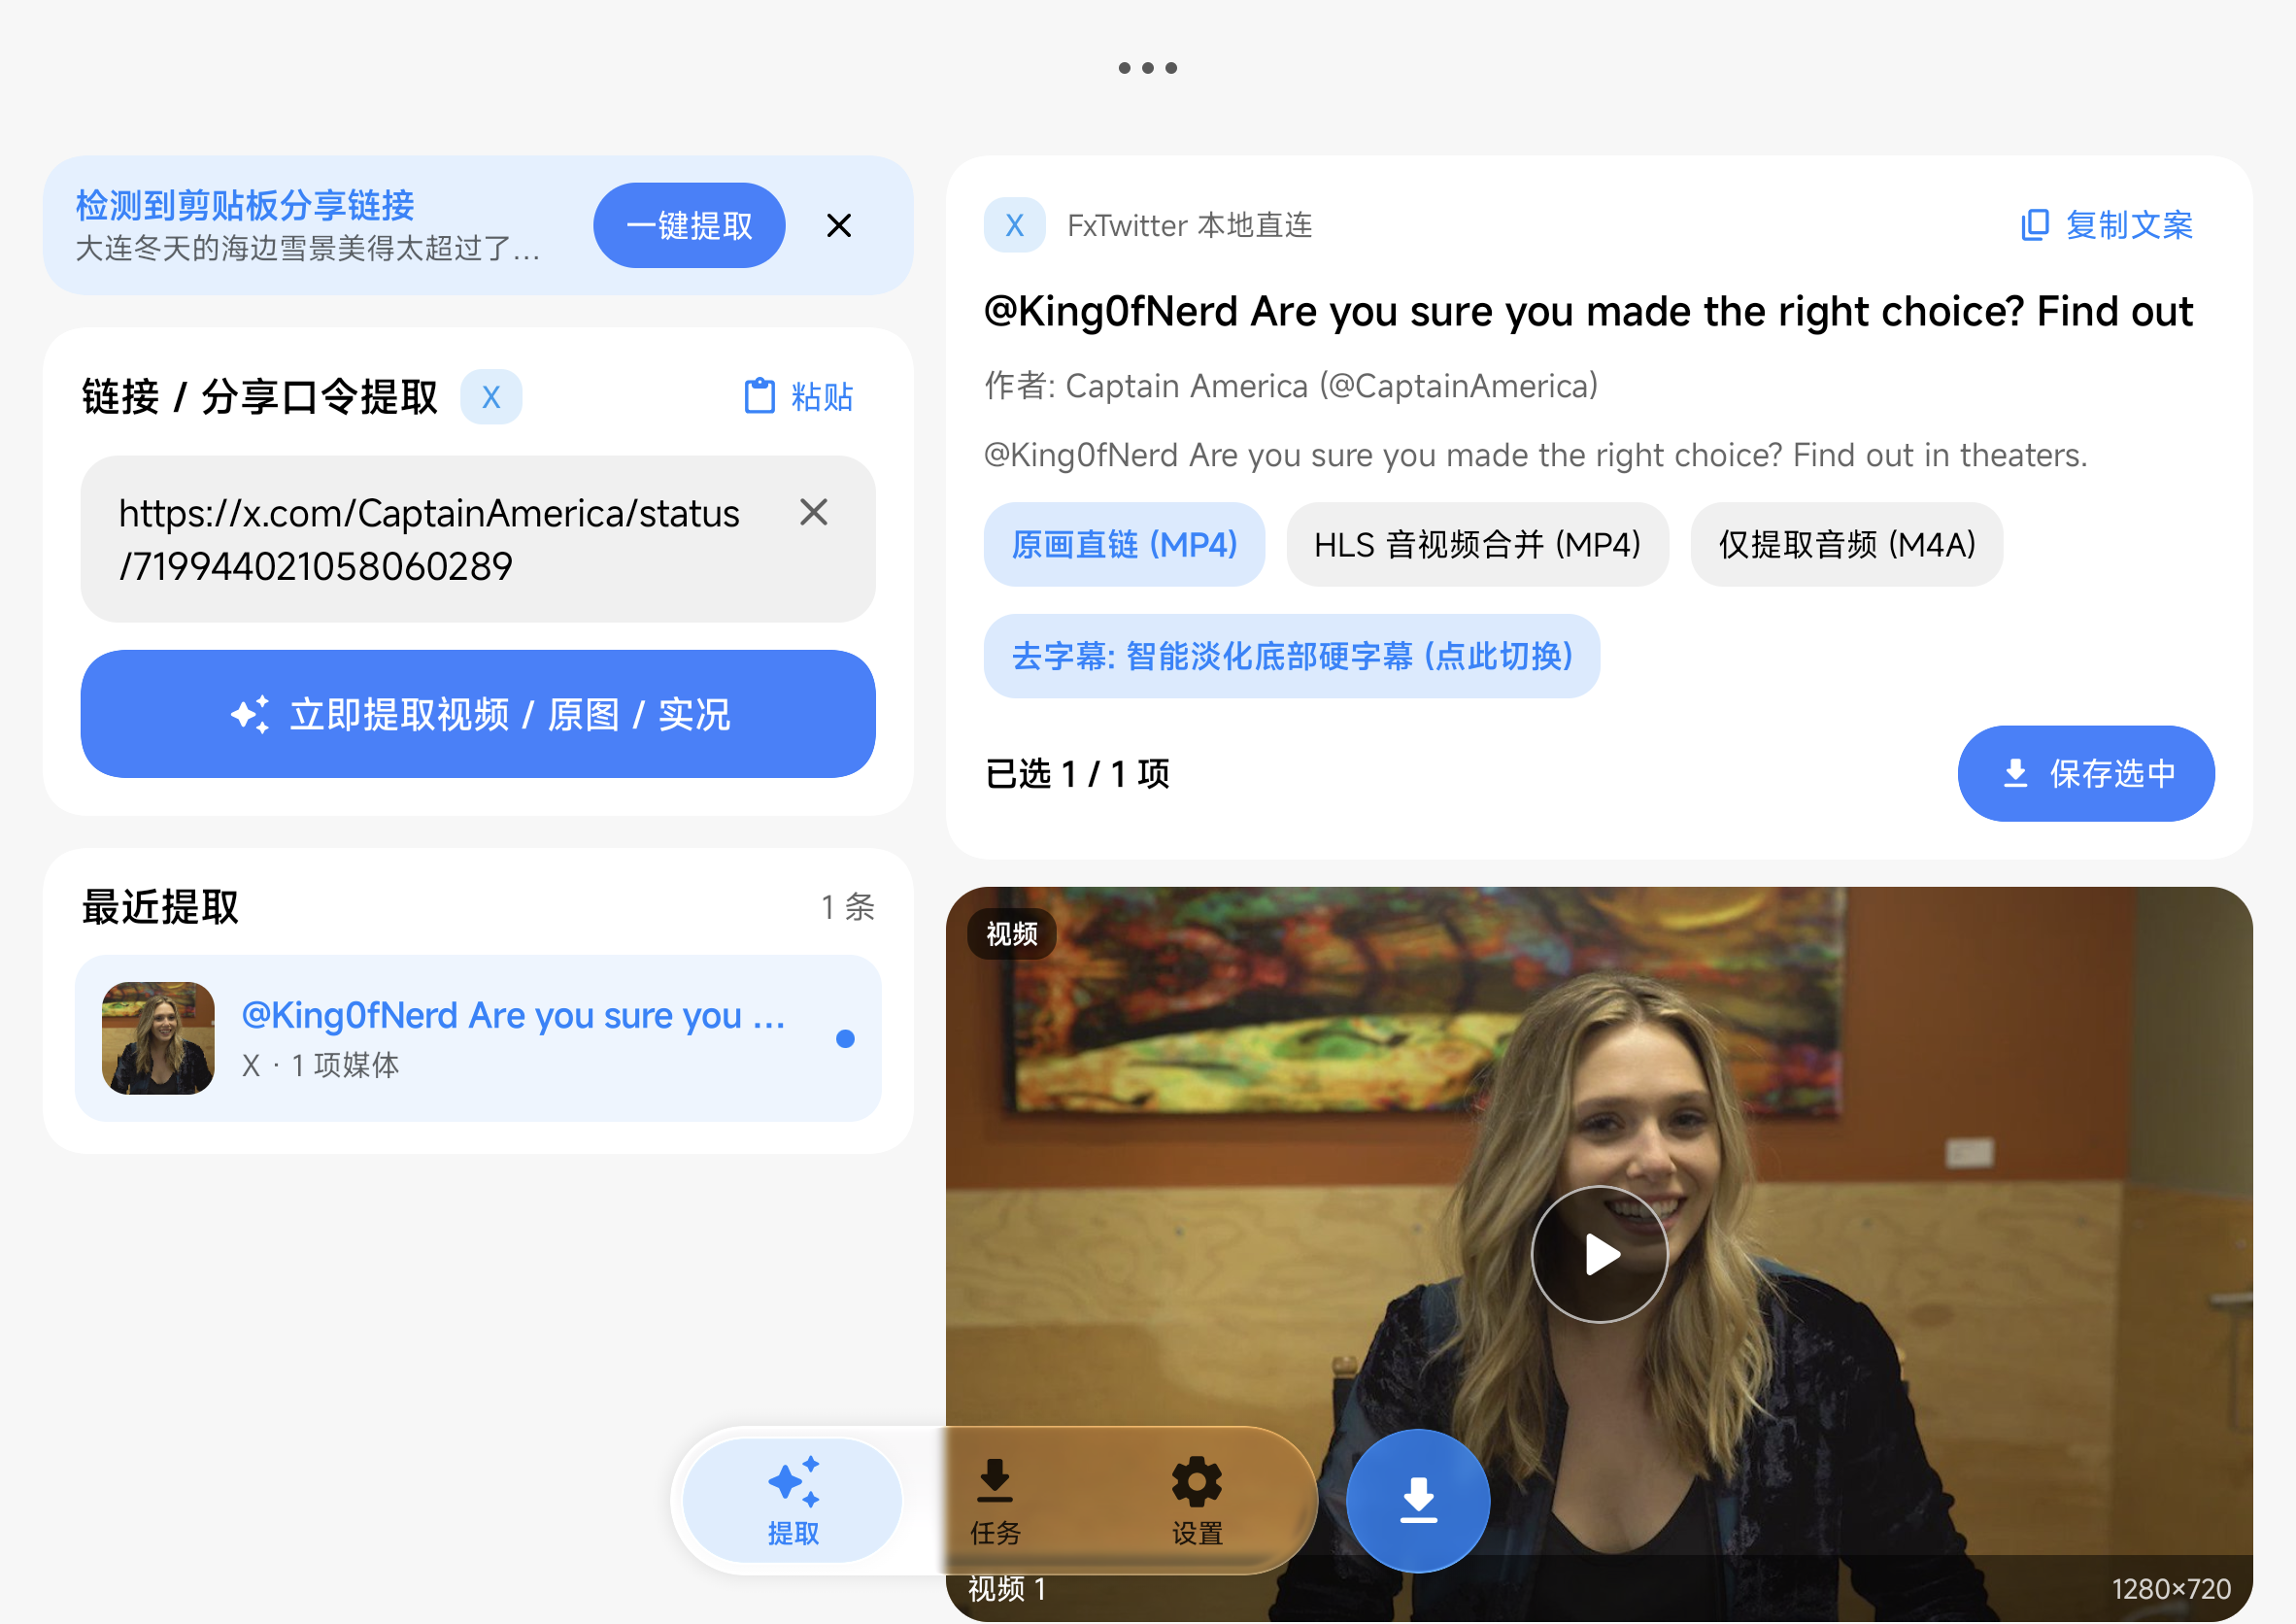 检测到剪贴板分享链接
大连冬天的海边雪景美得太超过了...
一键提取
链接 / 分享口令提取
X
粘贴
https://x.com/CaptainAmerica/status
/719944021058060289
立即提取视频 / 原图 / 实况
最近提取
1 条
@King0fNerd Are you sure you ...
X · 1 项媒体
X
FxTwitter 本地直连
复制文案
@King0fNerd Are you sure you made the right choice? Find out
作者: Captain America (@CaptainAmerica)
@King0fNerd Are you sure you made the right choice? Find out in theaters.
原画直链 (MP4)
HLS 音视频合并 (MP4)
仅提取音频 (M4A)
去字幕: 智能淡化底部硬字幕 (点此切换)
已选 1 / 1 项
保存选中
视频
提取
任务
设置
视频 1
1280×720